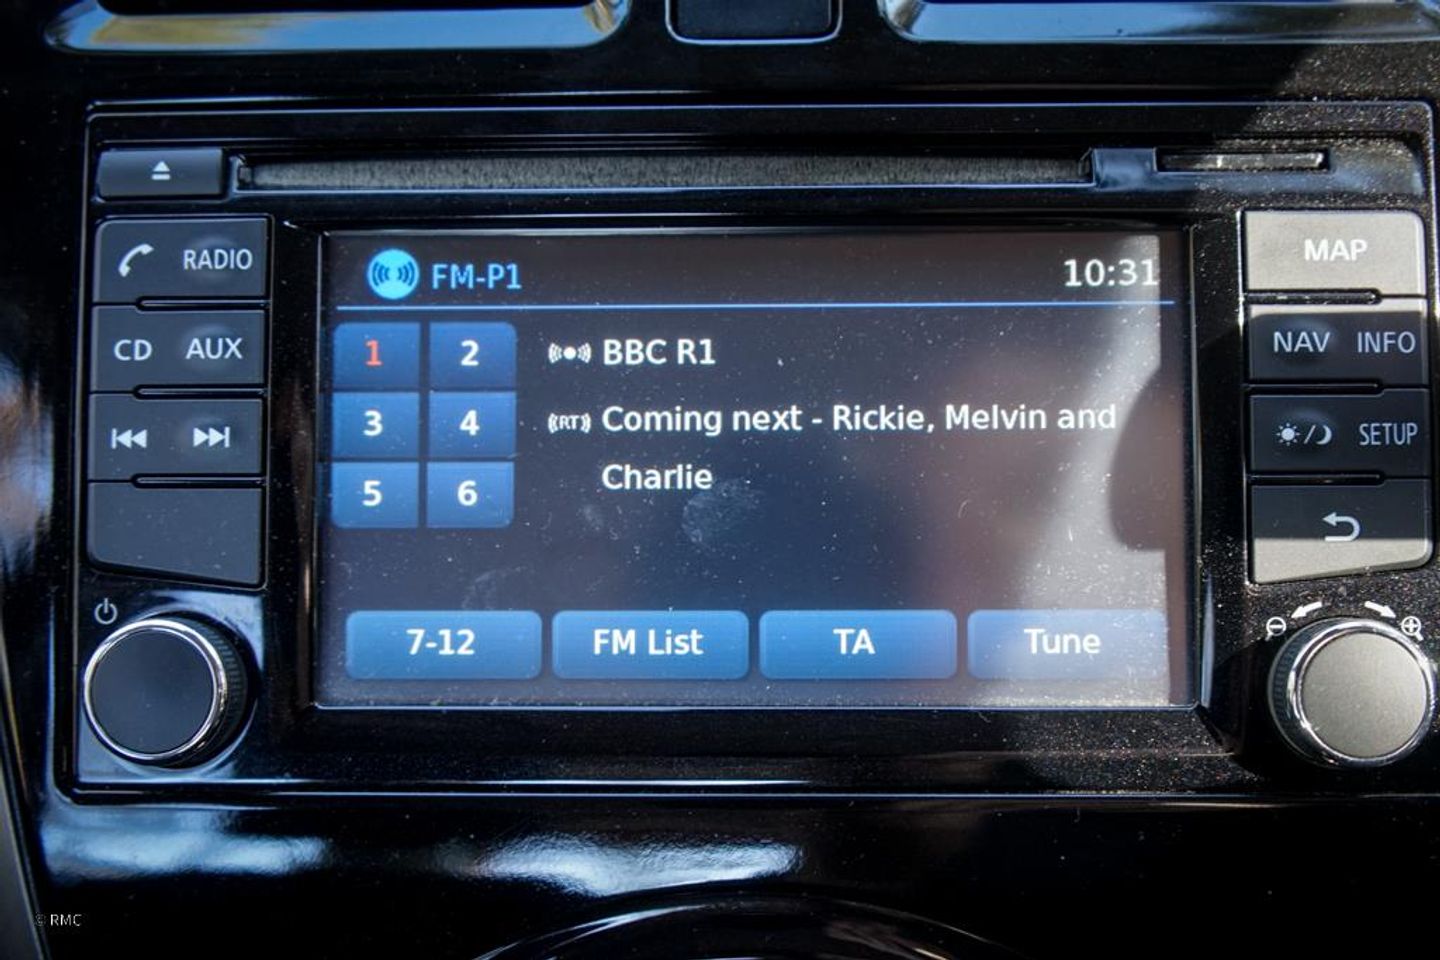 RADIO
CD AUX
FM-P1
10:31
1 2
3 4
5 6
BBC R1
(RT) Coming next - Rickie, Melvin and
Charlie
7-12
FM List
TA
Tune
MAP
NAV INFO
SETUP
© RMC